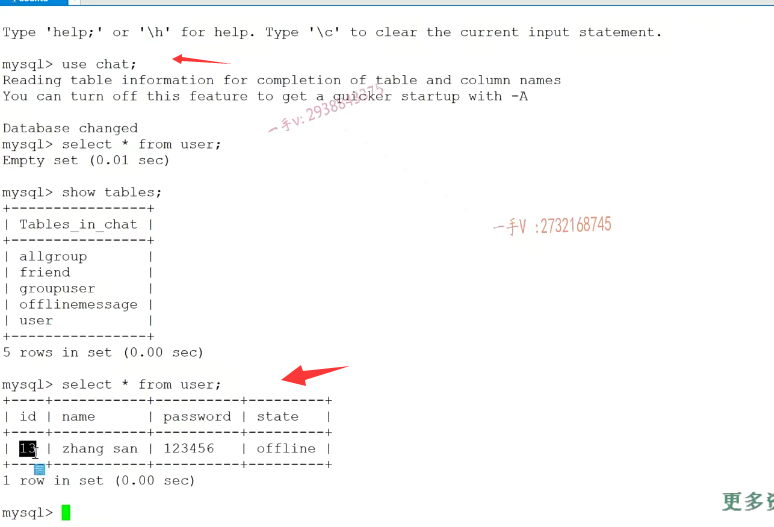 Type 'help;' or '\h' for help. Type '\c' to clear the current input statement.
mysql> use chat;
Reading table information for completion of table and column names
You can turn off this feature to get a quicker startup with -A
一手v: 2938843375
Database changed
mysql> select * from user;
Empty set (0.01 sec)
mysql> show tables;
+----------------+
| Tables_in_chat |
+----------------+
一手V :2732168745
| allgroup       |
| friend         |
| groupuser      |
| offlinemessage |
| user           |
+----------------+
5 rows in set (0.00 sec)
mysql> select * from user;
+----+-----------+----------+---------+
| id | name      | password | state   |
+----+-----------+----------+---------+
| 13 | zhang san | 123456   | offline |
+----+-----------+----------+---------+
1 row in set (0.00 sec)
更多
mysql>